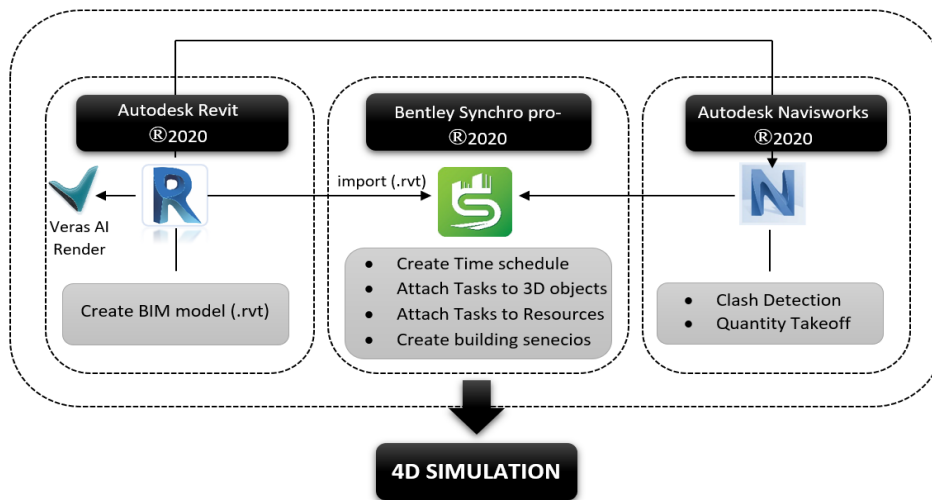 Autodesk Revit
®2020
Bentley Synchro pro-
®2020
Autodesk Navisworks
®2020
Veras AI
Render
import (.rvt)
Create BIM model (.rvt)
• Create Time schedule
• Attach Tasks to 3D objects
• Attach Tasks to Resources
• Create building senecios
• Clash Detection
• Quantity Takeoff
4D SIMULATION